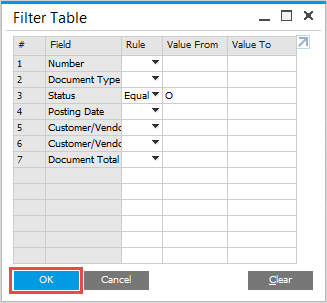 Filter Table
# Field Rule Value From Value To
1 Number
2 Document Type
3 Status Equal O
4 Posting Date
5 Customer/Vendo
6 Customer/Vendo
7 Document Total
OK Cancel Clear